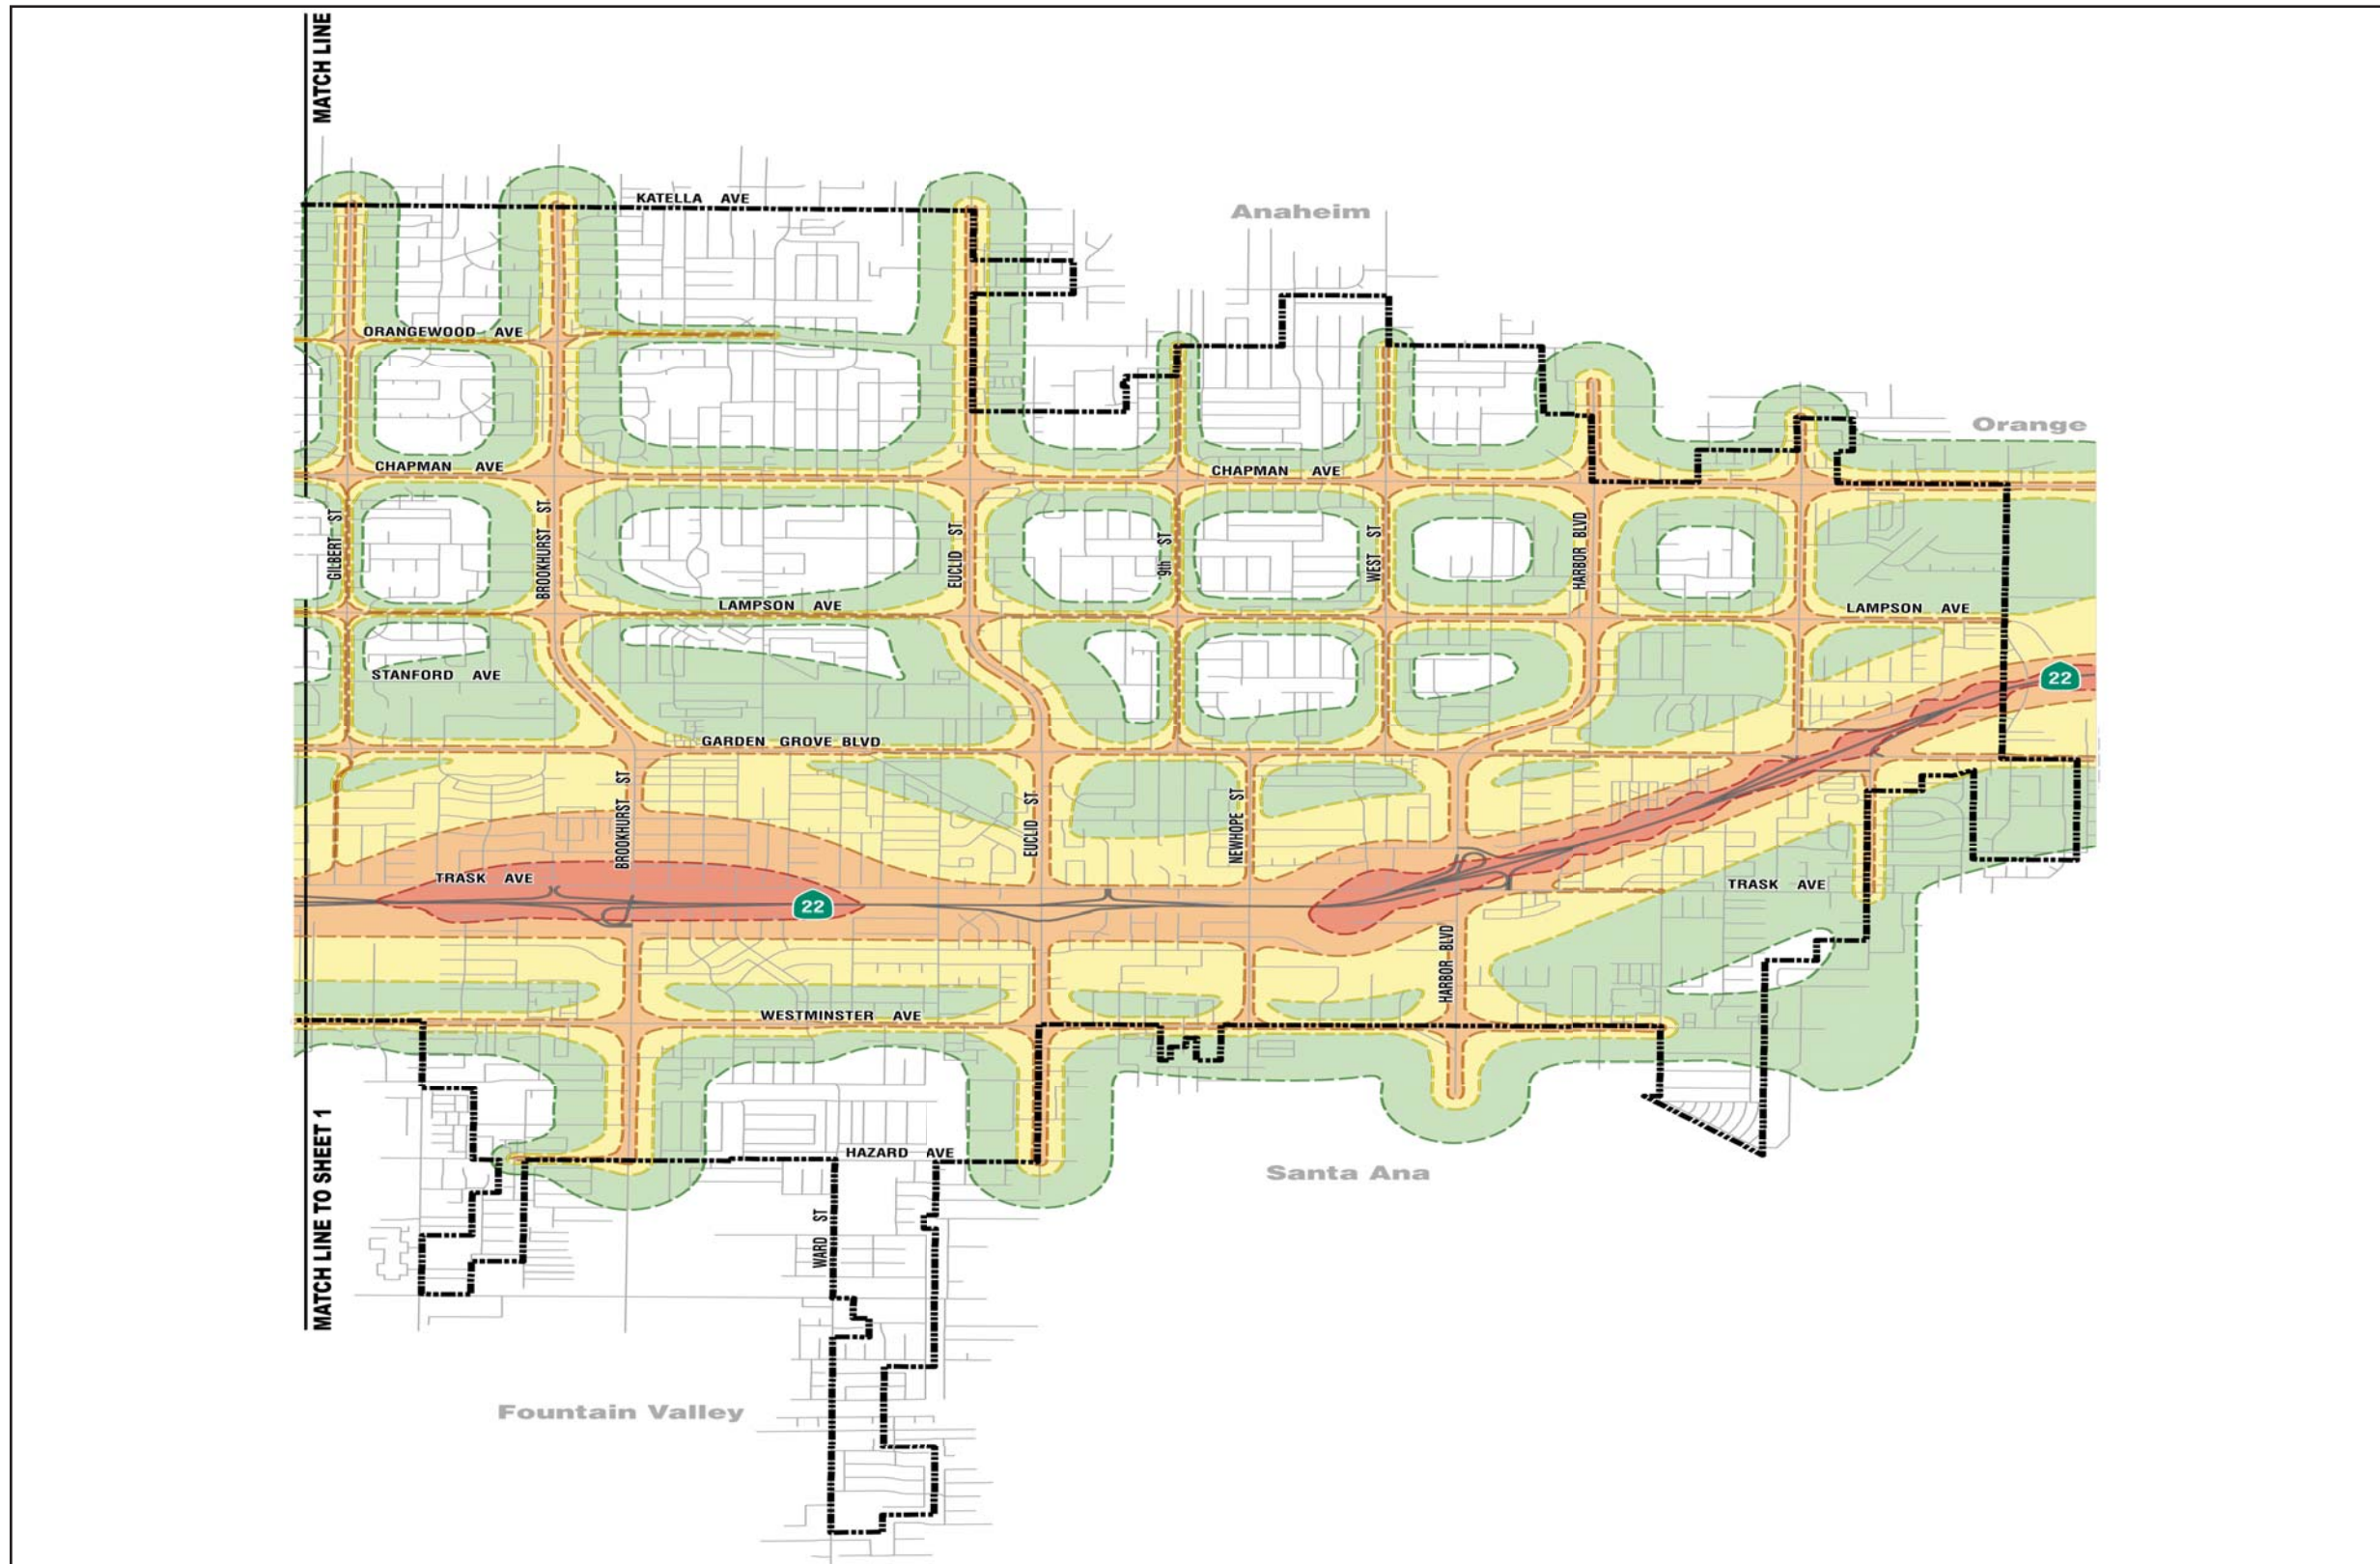 MATCH LINE
KATELLA AVE
Anaheim
ORANGEWOOD AVE
Orange
CHAPMAN AVE
CHAPMAN AVE
GILBERT ST
BROOKHURST ST
EUCLID ST
9th ST
WEST ST
HARBOR BLVD
LAMPSON AVE
LAMPSON AVE
STANFORD AVE
22
GARDEN GROVE BLVD
BROOKHURST ST
EUCLID ST
NEWHOPE ST
TRASK AVE
TRASK AVE
22
HARBOR BLVD
WESTMINSTER AVE
MATCH LINE TO SHEET 1
HAZARD AVE
Santa Ana
WARD ST
Fountain Valley